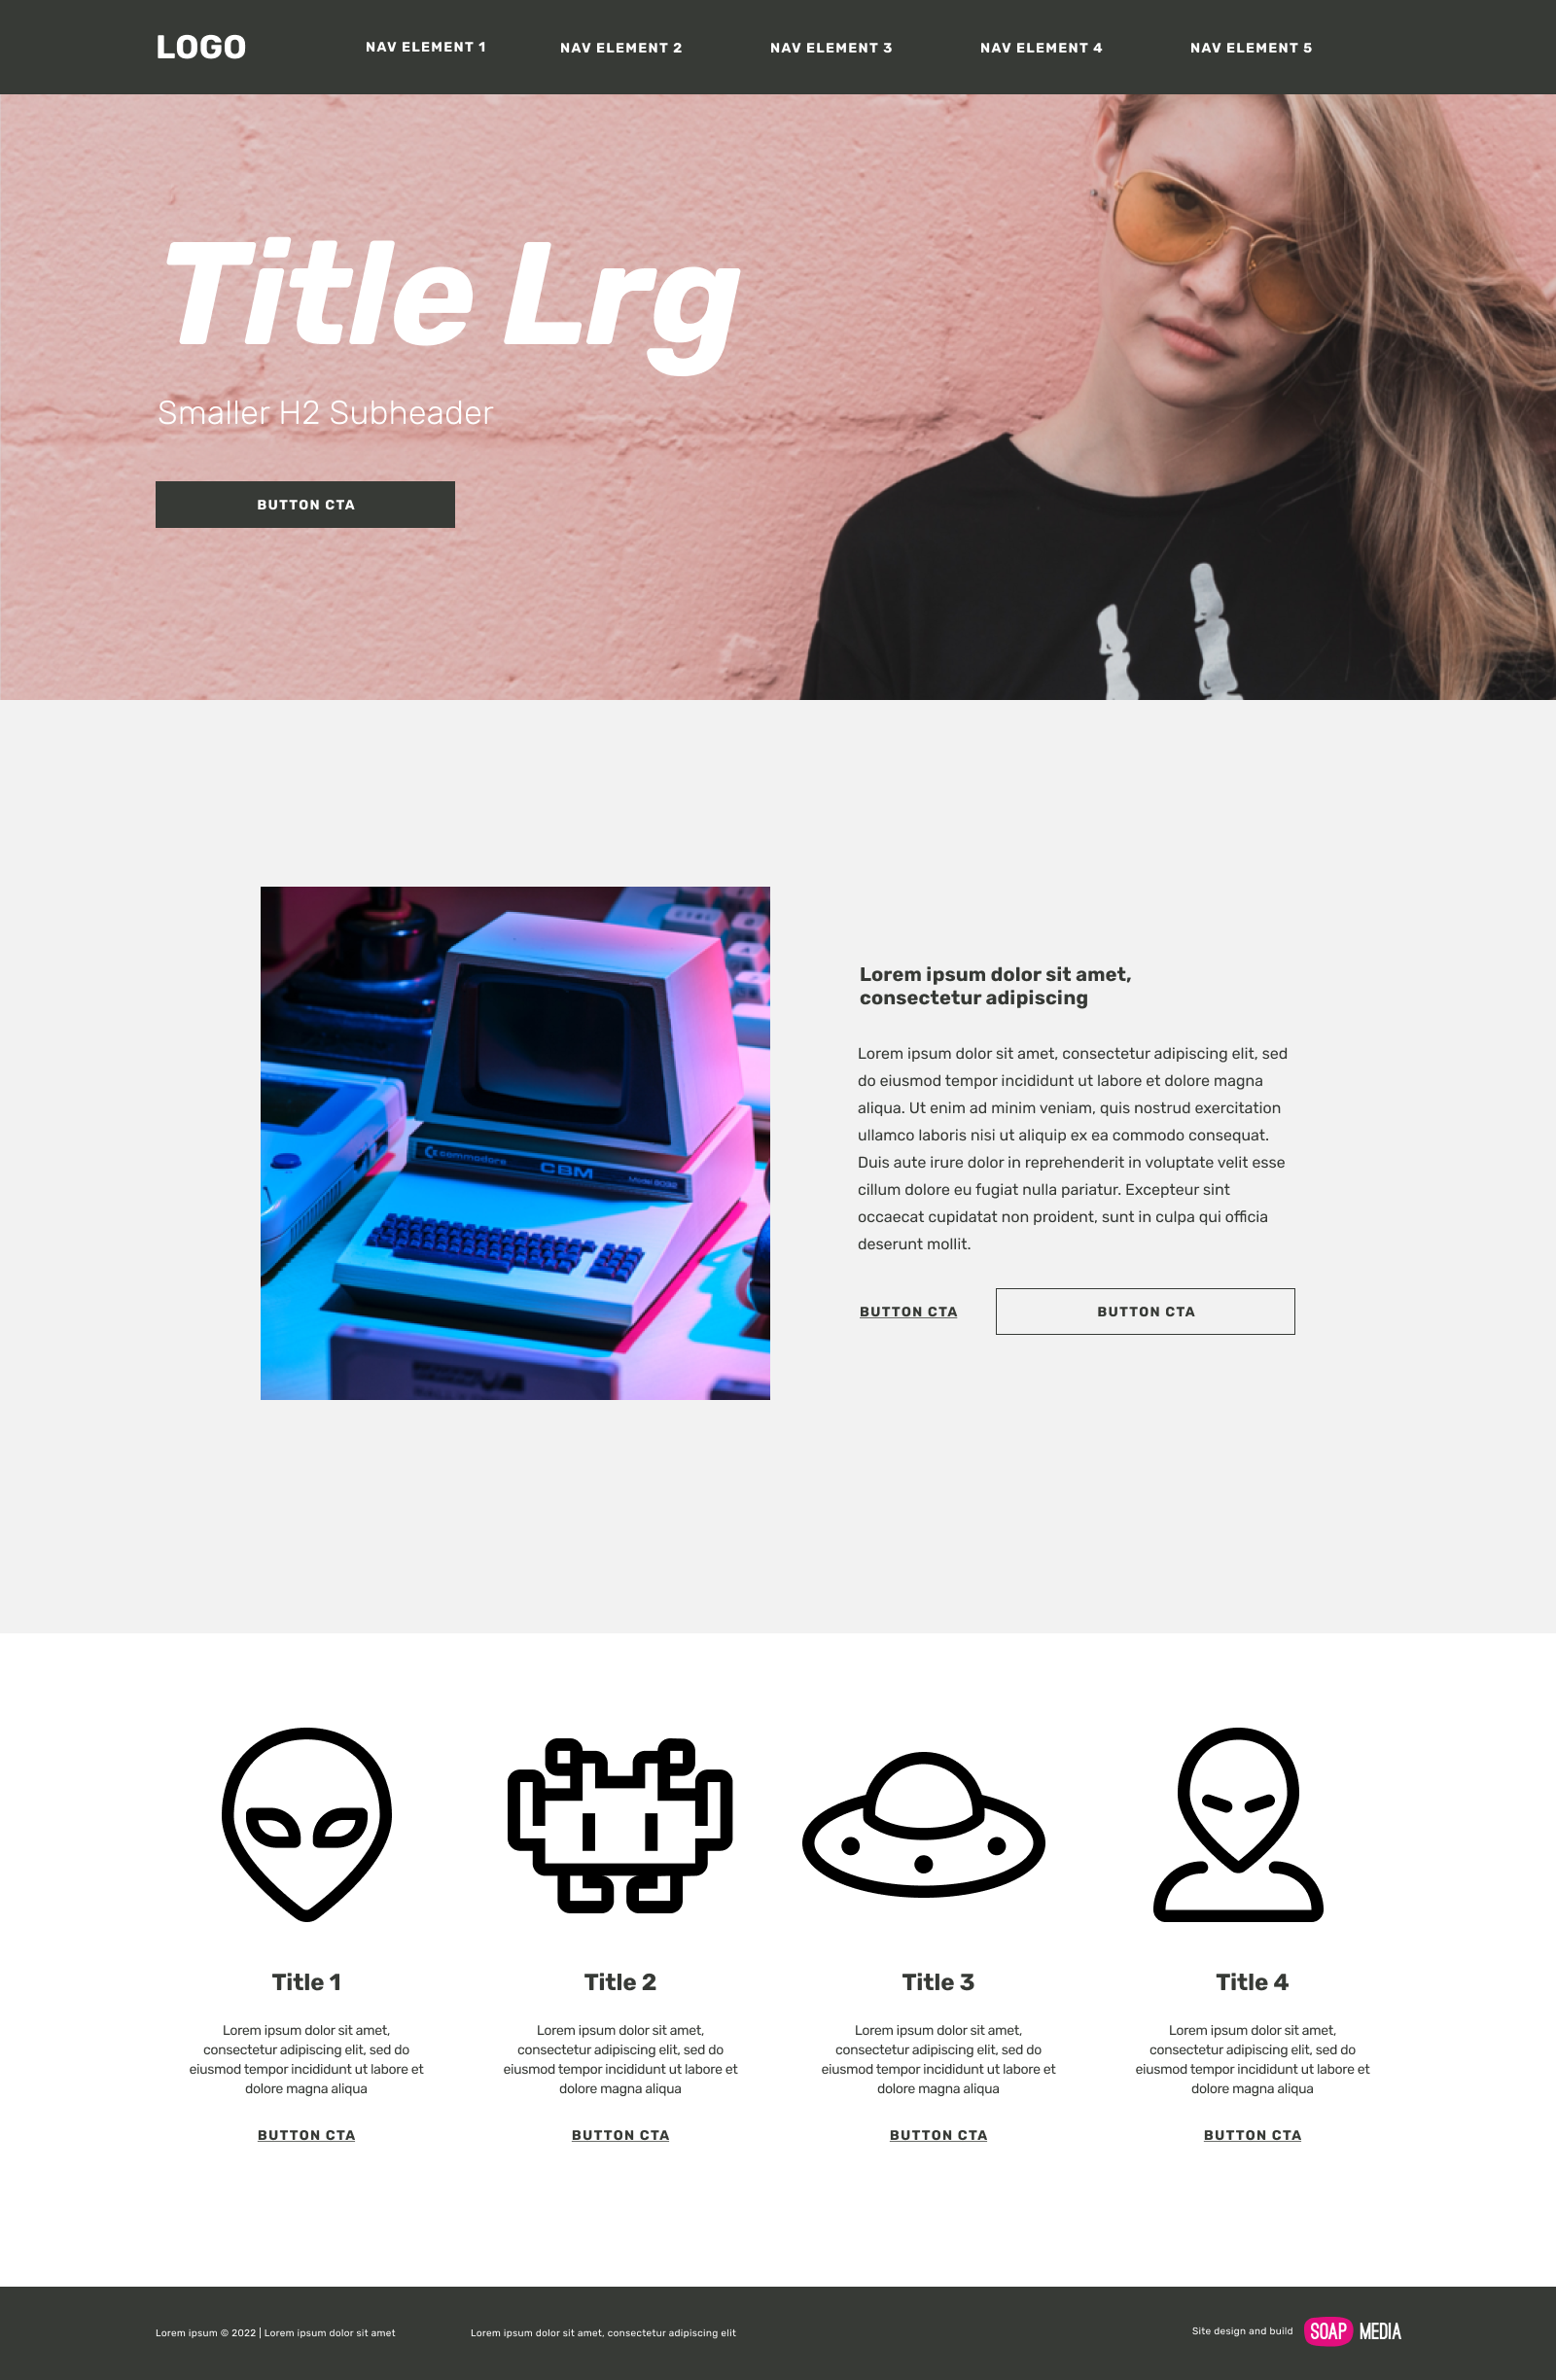 LOGO
NAV ELEMENT 1
NAV ELEMENT 2
NAV ELEMENT 3
NAV ELEMENT 4
NAV ELEMENT 5
Title Lrg
Smaller H2 Subheader
BUTTON CTA
commodore
CBM
Model 8032
Lorem ipsum dolor sit amet,
consectetur adipiscing
Lorem ipsum dolor sit amet, consectetur adipiscing elit, sed
do eiusmod tempor incididunt ut labore et dolore magna
aliqua. Ut enim ad minim veniam, quis nostrud exercitation
ullamco laboris nisi ut aliquip ex ea commodo consequat.
Duis aute irure dolor in reprehenderit in voluptate velit esse
cillum dolore eu fugiat nulla pariatur. Excepteur sint
occaecat cupidatat non proident, sunt in culpa qui officia
deserunt mollit.
BUTTON CTA
BUTTON CTA
Title 1
Lorem ipsum dolor sit amet,
consectetur adipiscing elit, sed do
eiusmod tempor incididunt ut labore et
dolore magna aliqua
BUTTON CTA
Title 2
Lorem ipsum dolor sit amet,
consectetur adipiscing elit, sed do
eiusmod tempor incididunt ut labore et
dolore magna aliqua
BUTTON CTA
Title 3
Lorem ipsum dolor sit amet,
consectetur adipiscing elit, sed do
eiusmod tempor incididunt ut labore et
dolore magna aliqua
BUTTON CTA
Title 4
Lorem ipsum dolor sit amet,
consectetur adipiscing elit, sed do
eiusmod tempor incididunt ut labore et
dolore magna aliqua
BUTTON CTA
Lorem ipsum © 2022 | Lorem ipsum dolor sit amet
Lorem ipsum dolor sit amet, consectetur adipiscing elit
Site design and build
SOAP MEDIA